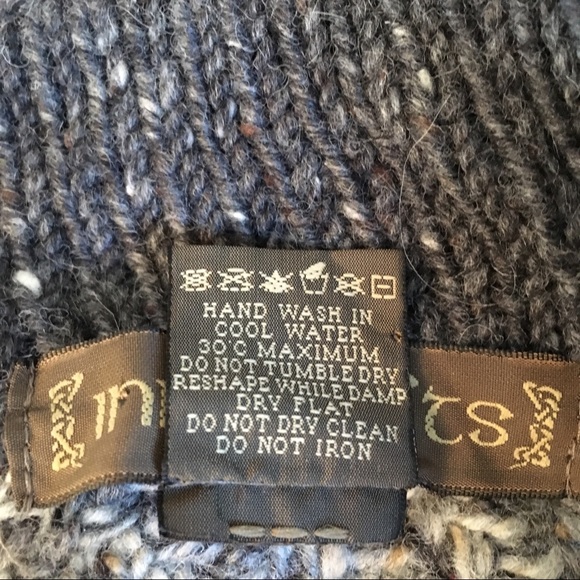 HAND WASH IN
COOL WATER
30°C MAXIMUM
DO NOT TUMBLE DRY
RESHAPE WHILE DAMP
DRY FLAT
DO NOT DRY CLEAN
DO NOT IRON